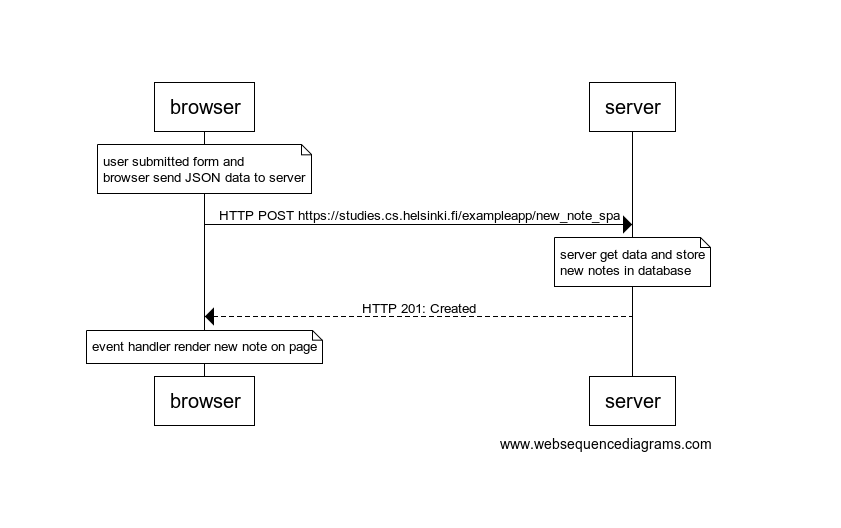 browser
server
user submitted form and
browser send JSON data to server
HTTP POST https://studies.cs.helsinki.fi/exampleapp/new_note_spa
server get data and store
new notes in database
HTTP 201: Created
event handler render new note on page
browser
server
www.websequencediagrams.com